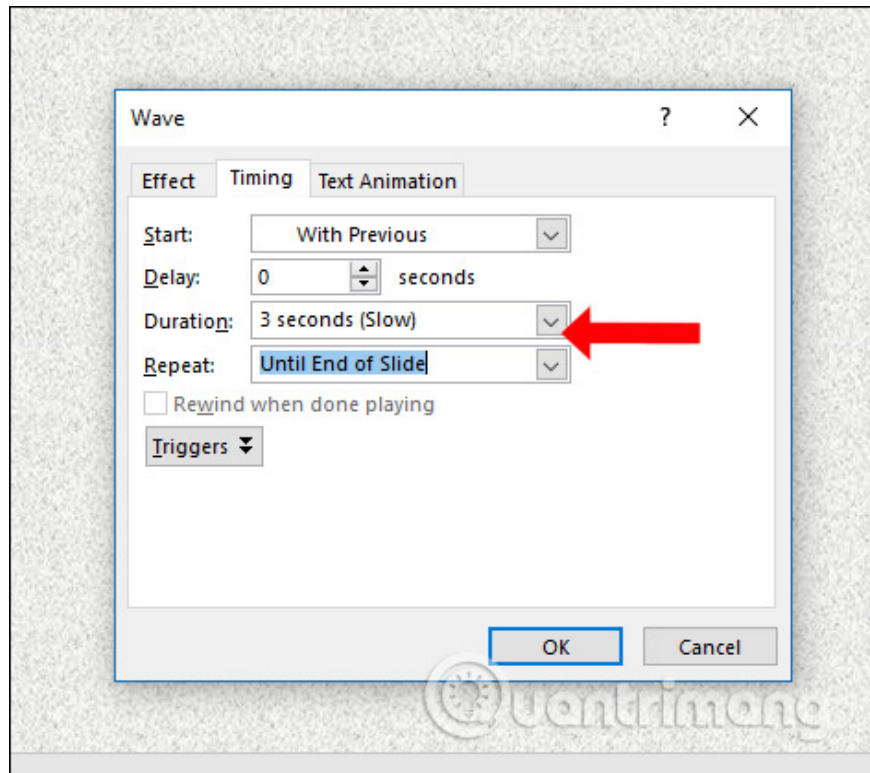 Wave ?
Effect Timing Text Animation
Start: With Previous
Delay: 0 seconds
Duration: 3 seconds (Slow)
Repeat: Until End of Slide
Rewind when done playing
Triggers
OK Cancel
Quantrimang